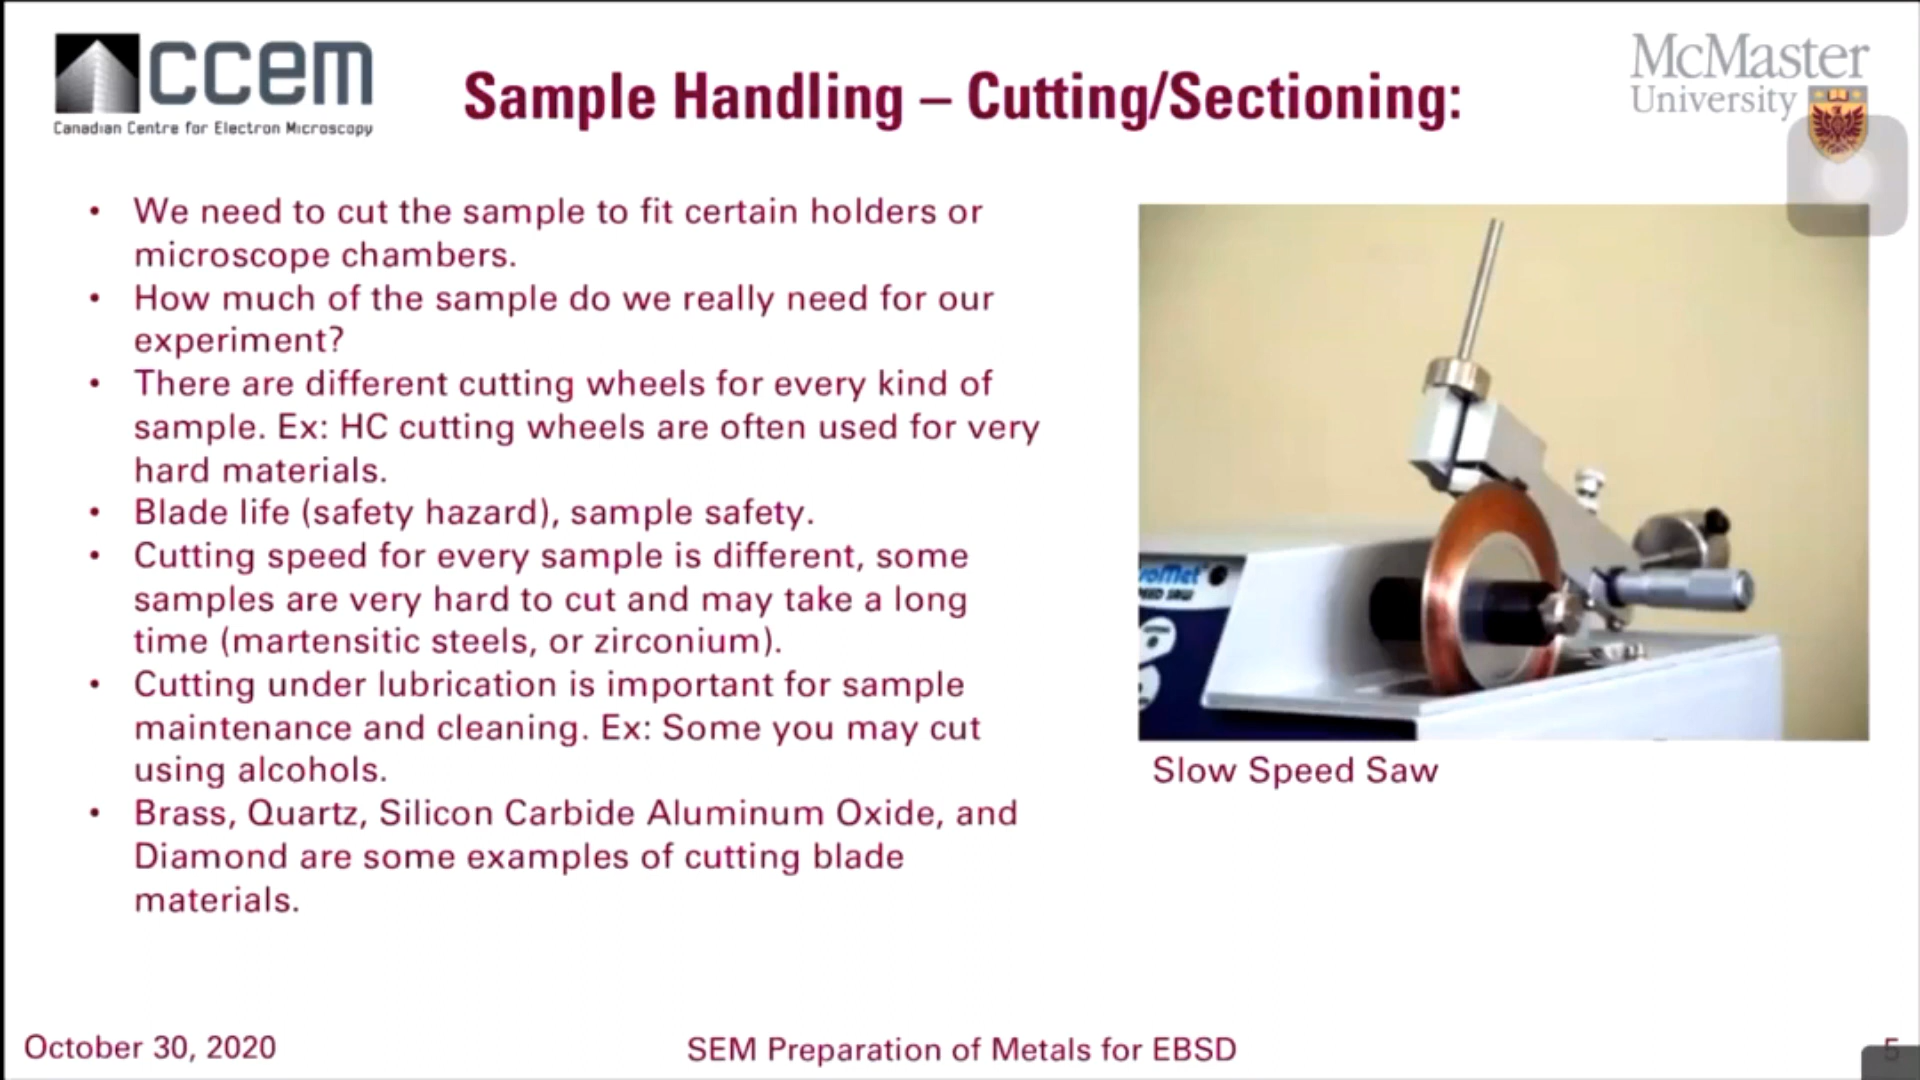 ccem
Canadian Centre for Electron Microscopy
Sample Handling – Cutting/Sectioning:
McMaster
University
• We need to cut the sample to fit certain holders or
microscope chambers.
• How much of the sample do we really need for our
experiment?
• There are different cutting wheels for every kind of
sample. Ex: HC cutting wheels are often used for very
hard materials.
• Blade life (safety hazard), sample safety.
• Cutting speed for every sample is different, some
samples are very hard to cut and may take a long
time (martensitic steels, or zirconium).
• Cutting under lubrication is important for sample
maintenance and cleaning. Ex: Some you may cut
using alcohols.
• Brass, Quartz, Silicon Carbide Aluminum Oxide, and
Diamond are some examples of cutting blade
materials.
SAW
Slow Speed Saw
October 30, 2020
SEM Preparation of Metals for EBSD
5